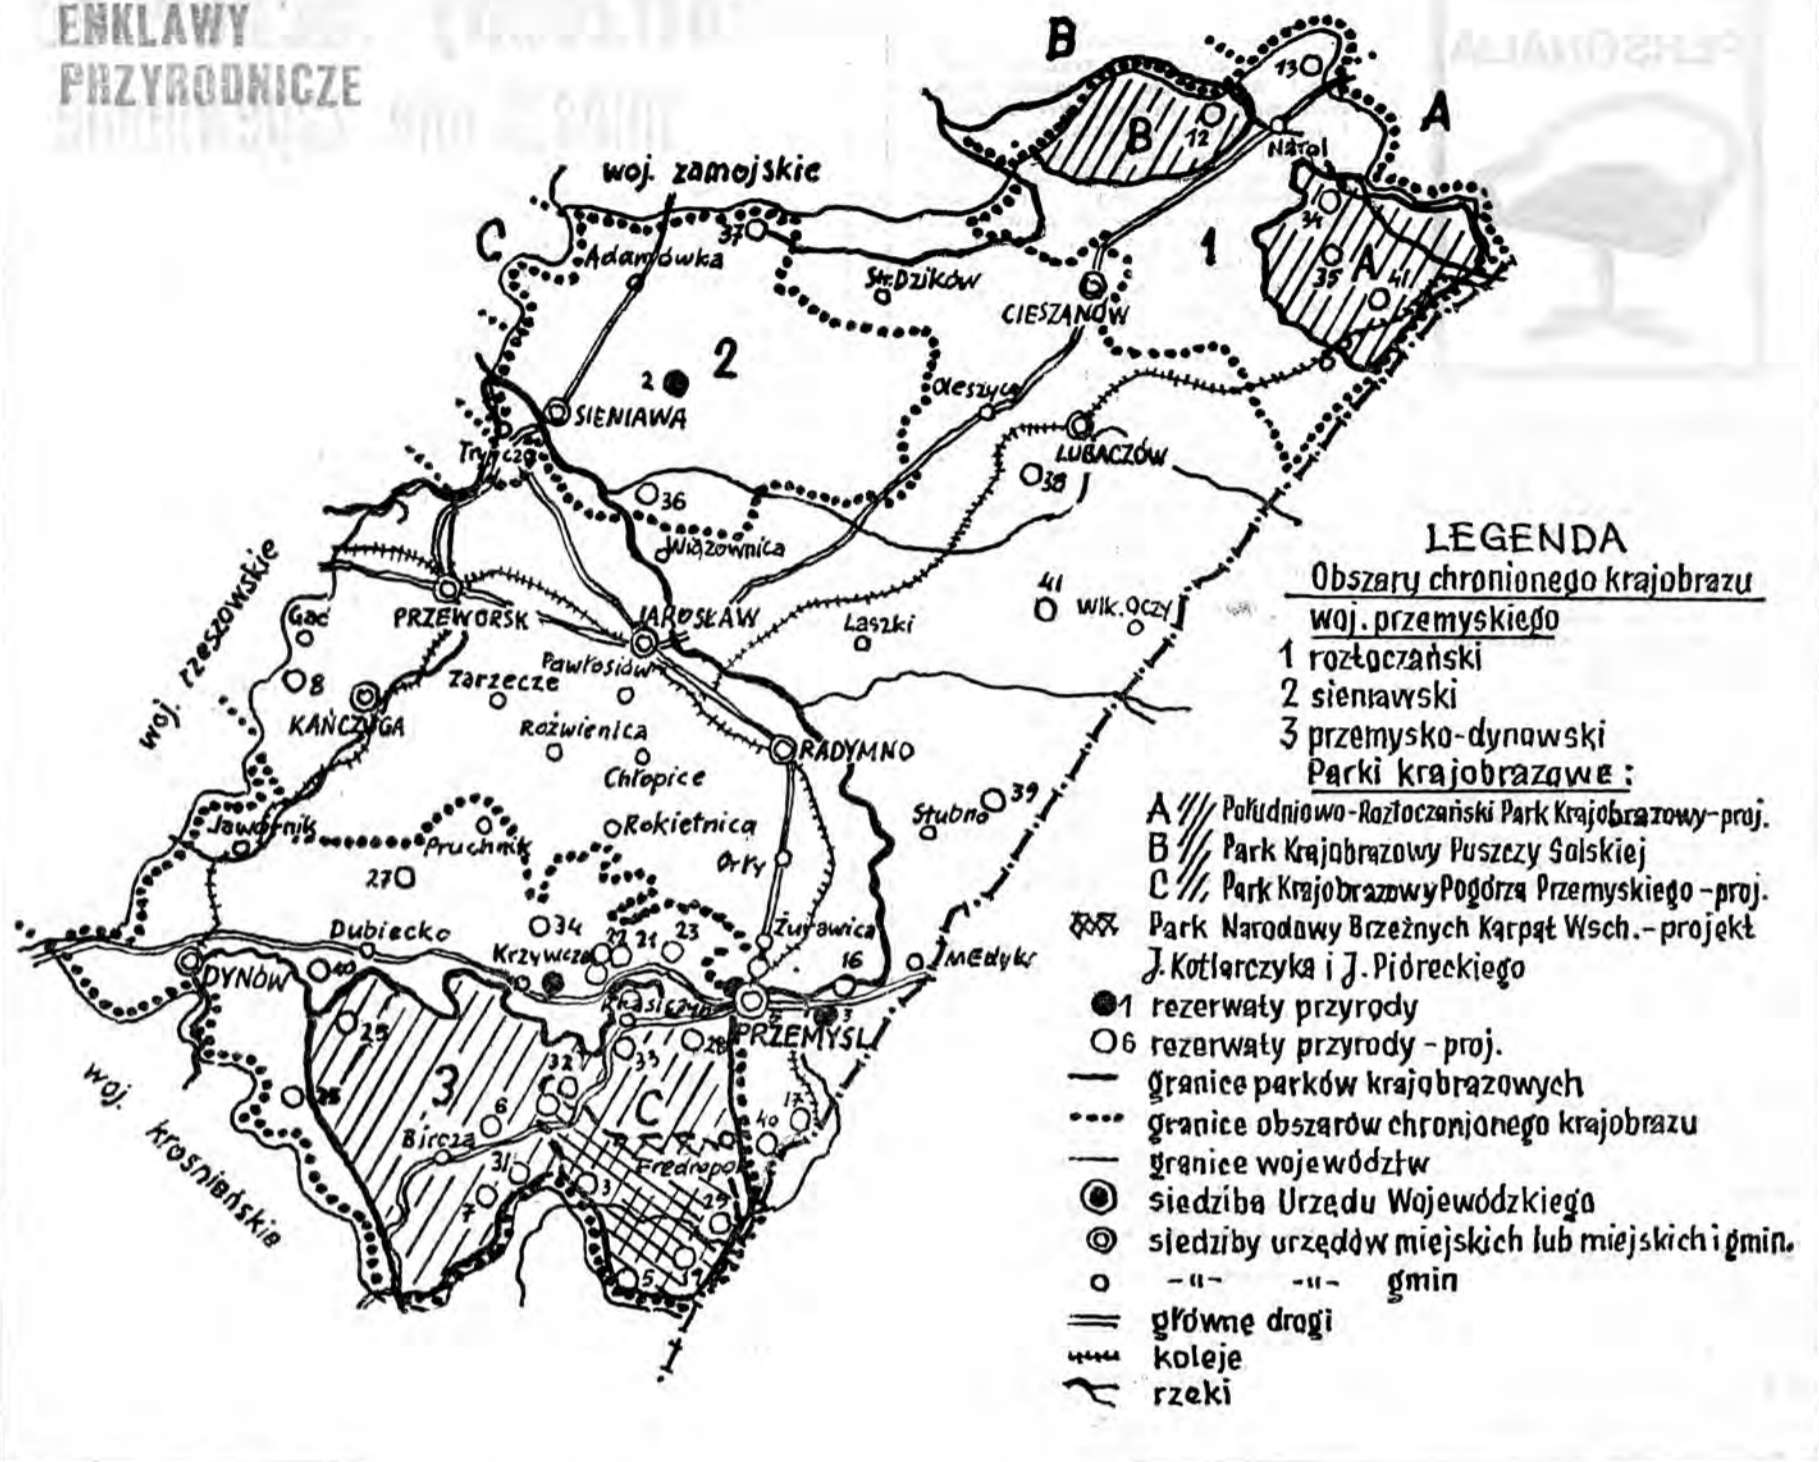 ENKLAWY
PRZYRODNICZE
B
13
A
B
12
Narol
woj. zamojskie
34
C
37
1
Adamówka
35
A
41
St. Dzików
CIESZANÓW
2
2
Oleszyce
SIENIAWA
LUBACZÓW
38
36
Wiązownica
woj. rzeszowskie
41
Wlk. Oczy
Gać
PRZEWORSK
JAROSŁAW
Laszki
Pawłosiów
8
Zarzecze
KAŃCZUGA
Roźwienica
RADYMNO
Chłopice
39
Stubno
Jawornik
Rokietnica
Pruchnik
Orły
27
34
Dubiecko
22
21
23
Żurawica
Krzywcza
16
Medyka
DYNÓW
Krasiczyn
3
25
PRZEMYŚL
28
33
32
woj. krośnieńskie
3
C
6
17
40
Bircza
Fredropol
31
3
7
5
LEGENDA
Obszary chronionego krajobrazu
woj. przemyskiego
1 roztoczański
2 sieniawski
3 przemysko-dynowski
Parki krajobrazowe :
A Południowo-Roztoczański Park Krajobrazowy-proj.
B Park Krajobrazowy Puszczy Solskiej
C Park Krajobrazowy Pogórza Przemyskiego - proj.
Park Narodowy Brzeżnych Karpat Wsch.- projekt
J. Kotlarczyka i J. Pióreckiego
1 rezerwaty przyrody
6 rezerwaty przyrody - proj.
granice parków krajobrazowych
granice obszarów chronionego krajobrazu
granice województw
siedziba Urzędu Wojewódzkiego
siedziby urzędów miejskich lub miejskich i gmin.
-"- -"- gmin
główne drogi
koleje
rzeki